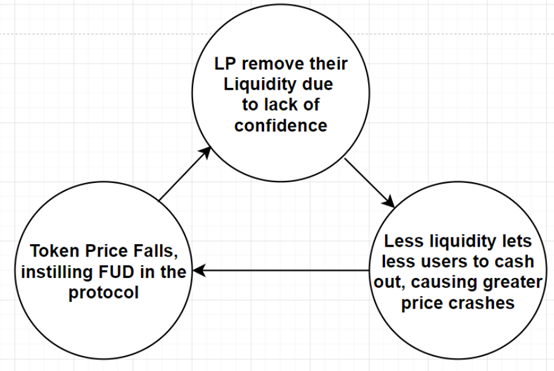 LP remove their
Liquidity due
to lack of
confidence
Token Price Falls,
instilling FUD in the
protocol
Less liquidity lets
less users to cash
out, causing greater
price crashes